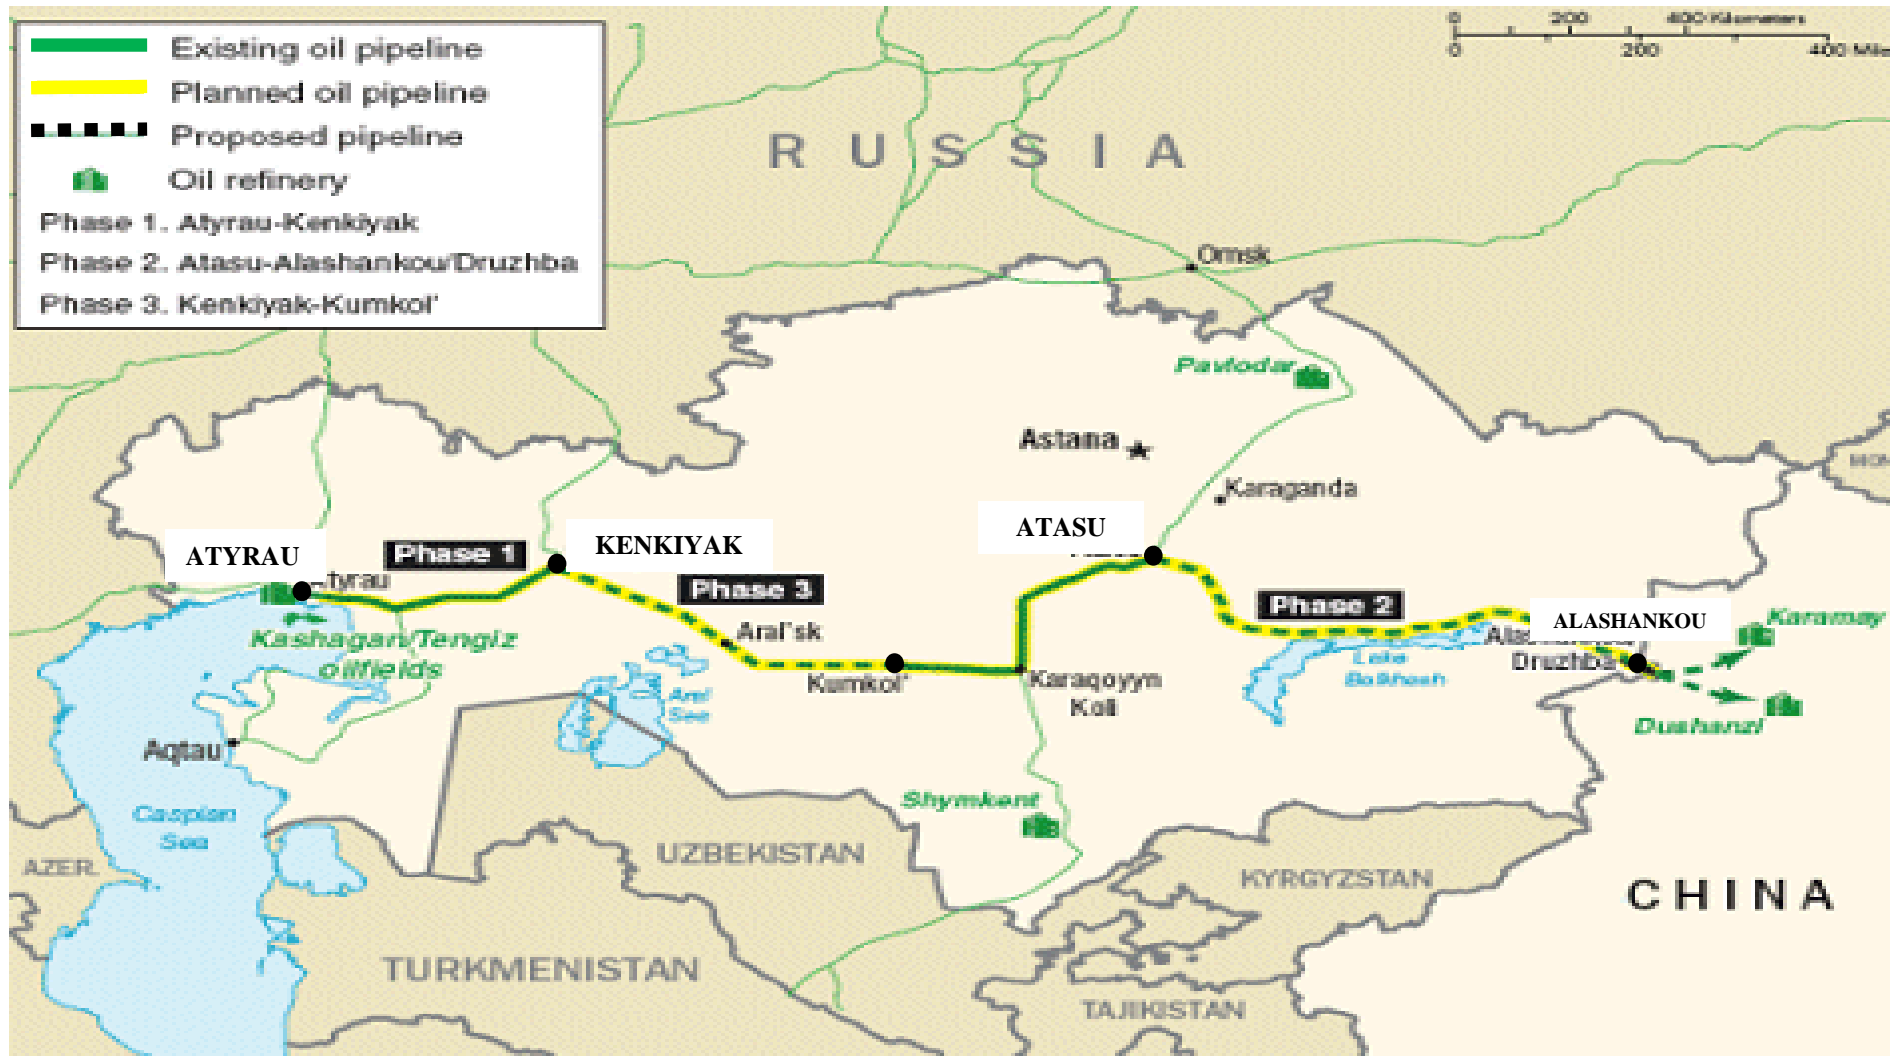 Existing oil pipeline
Planned oil pipeline
Proposed pipeline
Oil refinery
Phase 1. Atyrau-Kenkiyak
Phase 2. Atasu-Alashankou/Druzhba
Phase 3. Kenkiyak-Kumkol'
0 200 400 Kilometers
0 200 400 Mile
RUSSIA
Omsk
Pavlodar
Astana
Karaganda
MON
ATYRAU
Phase 1
KENKIYAK
ATASU
Atyrau
Phase 3
Phase 2
ALASHANKOU
Karamay
Kashagan/Tengiz
oilfields
Aral'sk
Kumkol'
Karaqoyyn
Koli
Lake
Balkhash
Druzhba
Dushanzi
Aral
Sea
Aqtau
Caspian
Sea
Shymkent
AZER.
UZBEKISTAN
KYRGYZSTAN
CHINA
TURKMENISTAN
TAJIKISTAN